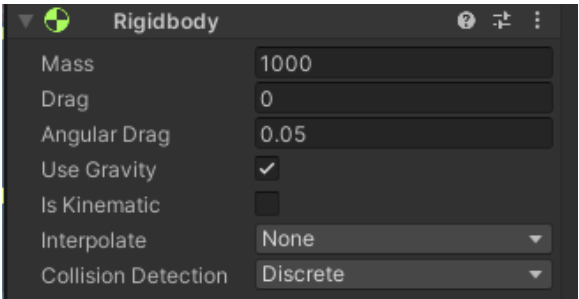 Rigidbody
Mass 1000
Drag 0
Angular Drag 0.05
Use Gravity
Is Kinematic
Interpolate None
Collision Detection Discrete